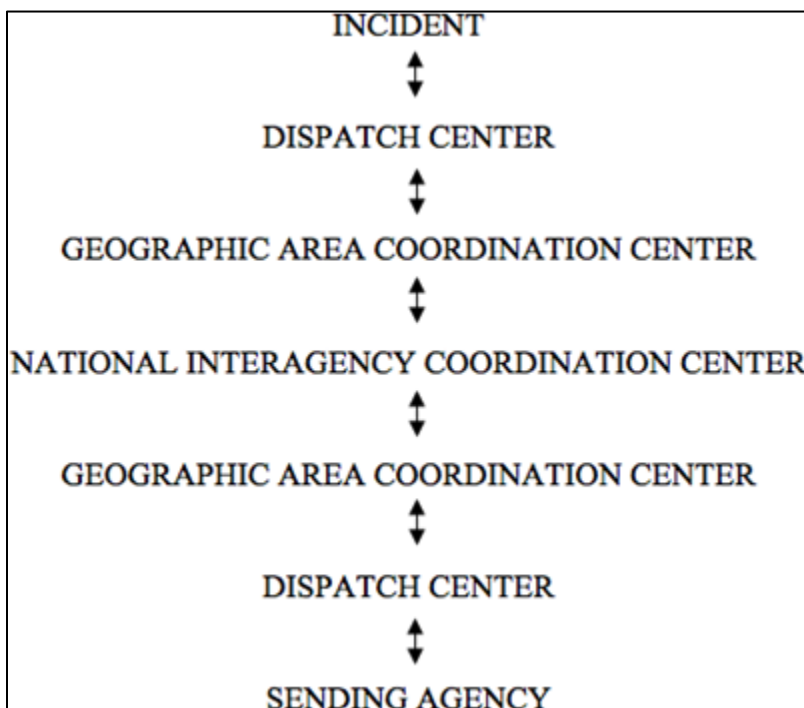 INCIDENT
DISPATCH CENTER
GEOGRAPHIC AREA COORDINATION CENTER
NATIONAL INTERAGENCY COORDINATION CENTER
GEOGRAPHIC AREA COORDINATION CENTER
DISPATCH CENTER
SENDING AGENCY